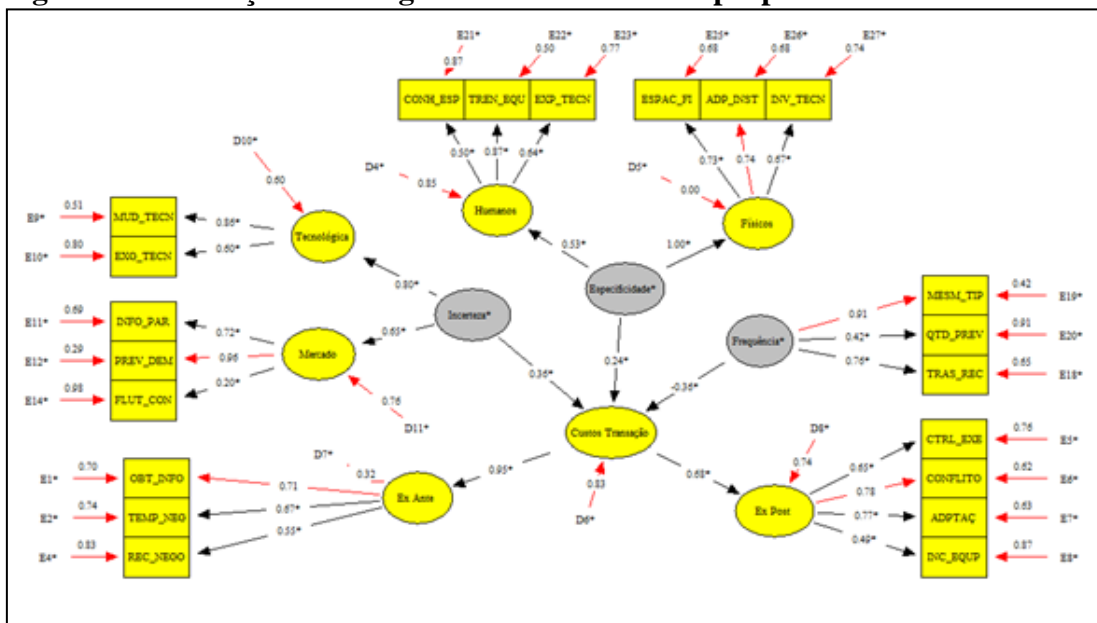 E21* E22* E23* E25* E26* E27*
0.87 0.50 0.77 0.68 0.68 0.74
CONH_ESP TREN_EQU EXP_TECN ESPAC_FI ADP_INST INV_TECN
0.50* 0.87* 0.64* 0.73* 0.74 0.67*
D10* D4* D5*
0.60 0.85 0.00
Humanos Físicos
E9* 0.51 MUD_TECN 0.86* Tecnológica
E10* 0.80 EXO_TECN 0.60*
0.53* 1.00*
0.80* Especificidade*
E11* 0.69 INFO_PAR 0.72* Incerteza*
E12* 0.29 PREV_DEM 0.96 Mercado 0.65*
E14* 0.98 FLUT_CON 0.20*
0.76
D11*
Frequência* 0.91 MESM_TIP 0.42 E19*
0.42* QTD_PREV 0.91 E20*
0.76* TRAS_REC 0.65 E18*
0.36* 0.24* -0.36*
Custos Transação
0.83
D6*
D7* 0.32 0.95* 0.68* D8* 0.74
E1* 0.70 OBT_INFO 0.71 Ex Ante
E2* 0.74 TEMP_NEG 0.67*
E4* 0.83 REC_NEGO 0.55*
Ex Post 0.65* CTRL_EXE 0.76 E5*
0.78 CONFLITO 0.62 E6*
0.77* ADPTAÇ 0.63 E7*
0.49* INC_EQUP 0.87 E8*